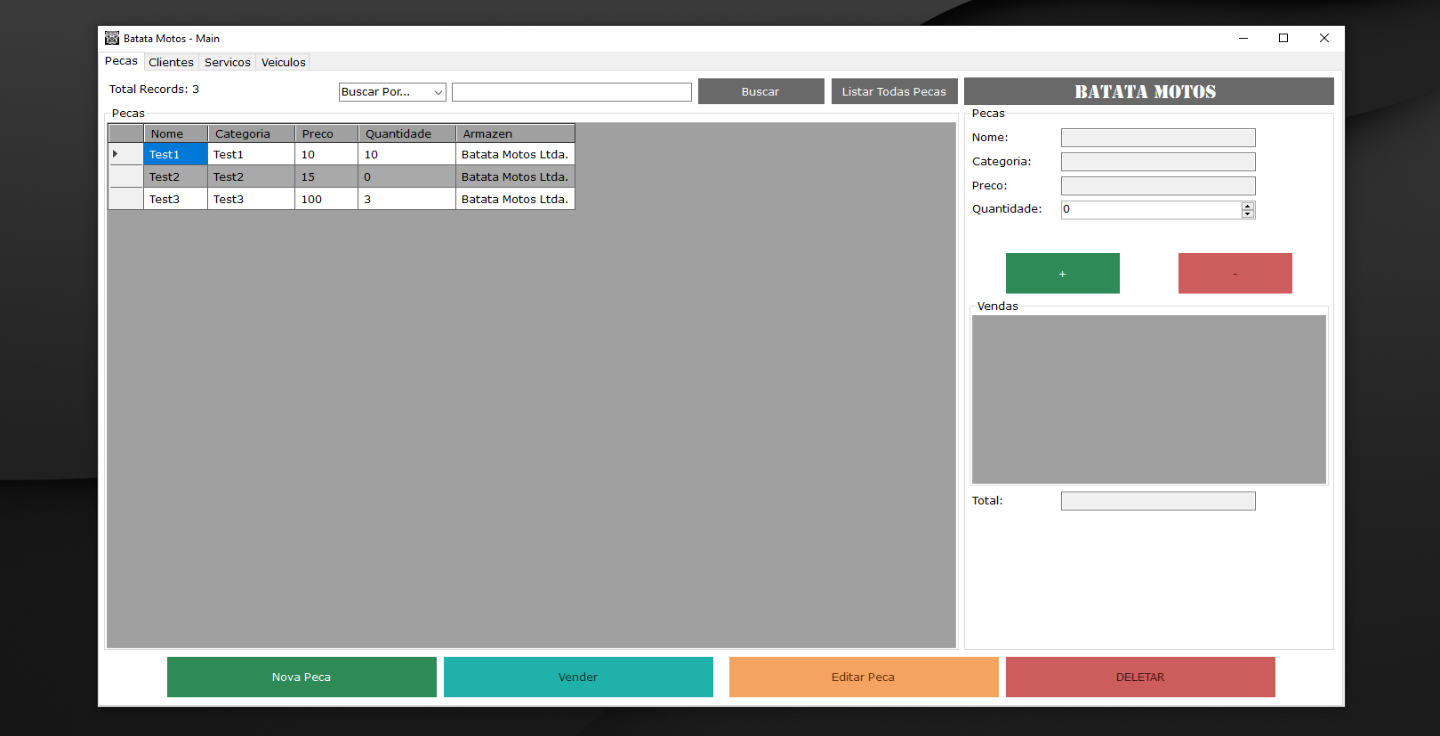 Batata Motos - Main
Pecas Clientes Servicos Veiculos
Total Records: 3
Buscar Por...
Buscar
Listar Todas Pecas
BATATA MOTOS
Pecas
Nome Categoria Preco Quantidade Armazen
Test1 Test1 10 10 Batata Motos Ltda.
Test2 Test2 15 0 Batata Motos Ltda.
Test3 Test3 100 3 Batata Motos Ltda.
Pecas
Nome:
Categoria:
Preco:
Quantidade: 0
+ -
Vendas
Total:
Nova Peca Vender Editar Peca DELETAR